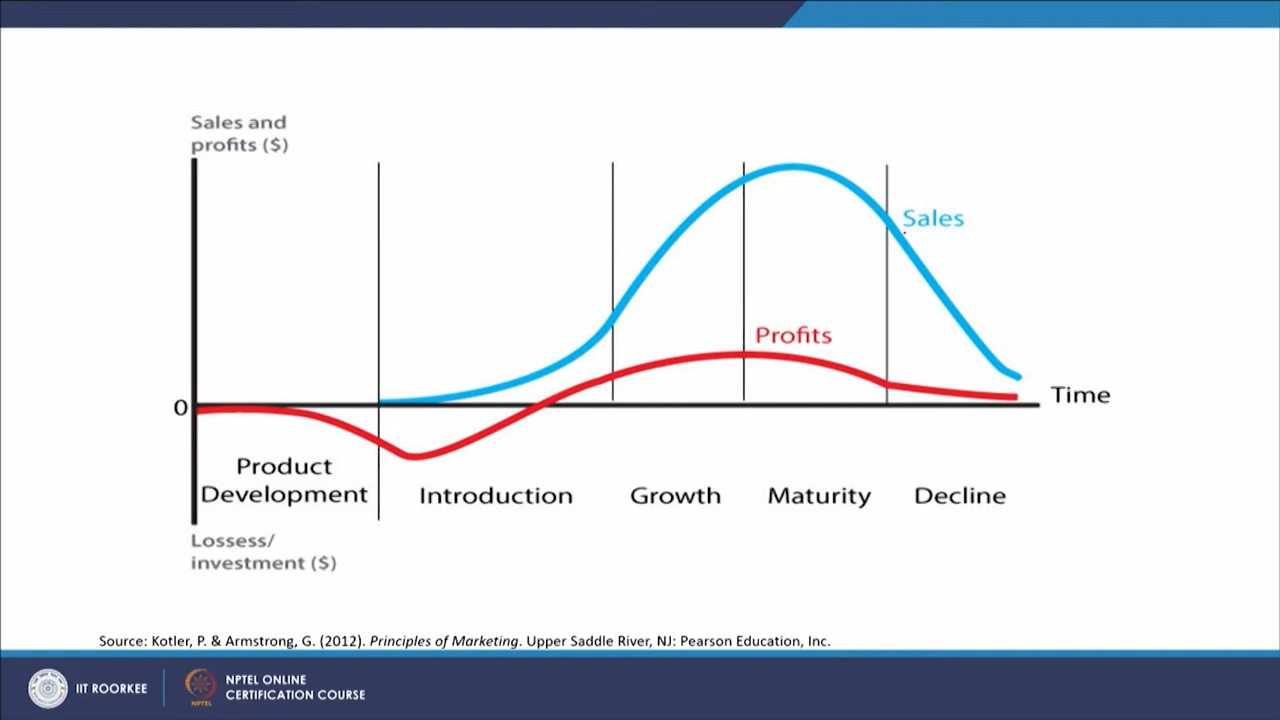 Sales and
profits ($)
Sales
Profits
Time
0
Product
Development
Introduction
Growth
Maturity
Decline
Lossess/
investment ($)
Source: Kotler, P. & Armstrong, G. (2012). Principles of Marketing. Upper Saddle River, NJ: Pearson Education, Inc.
IIT ROORKEE
NPTEL
NPTEL ONLINE
CERTIFICATION COURSE